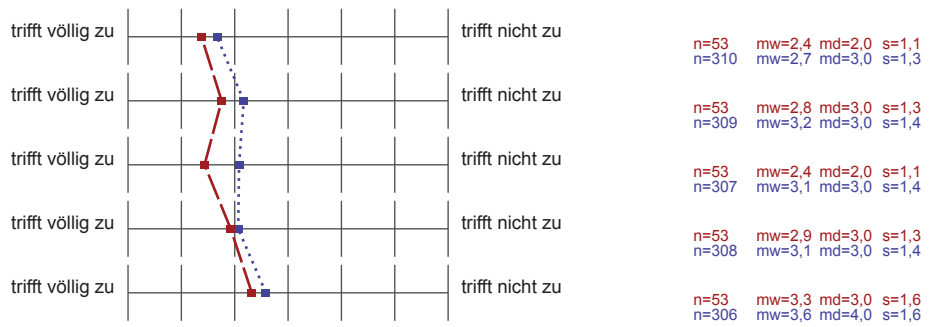 trifft völlig zu trifft nicht zu
n=53 mw=2,4 md=2,0 s=1,1
n=310 mw=2,7 md=3,0 s=1,3
trifft völlig zu trifft nicht zu
n=53 mw=2,8 md=3,0 s=1,3
n=309 mw=3,2 md=3,0 s=1,4
trifft völlig zu trifft nicht zu
n=53 mw=2,4 md=2,0 s=1,1
n=307 mw=3,1 md=3,0 s=1,4
trifft völlig zu trifft nicht zu
n=53 mw=2,9 md=3,0 s=1,3
n=308 mw=3,1 md=3,0 s=1,4
trifft völlig zu trifft nicht zu
n=53 mw=3,3 md=3,0 s=1,6
n=306 mw=3,6 md=4,0 s=1,6